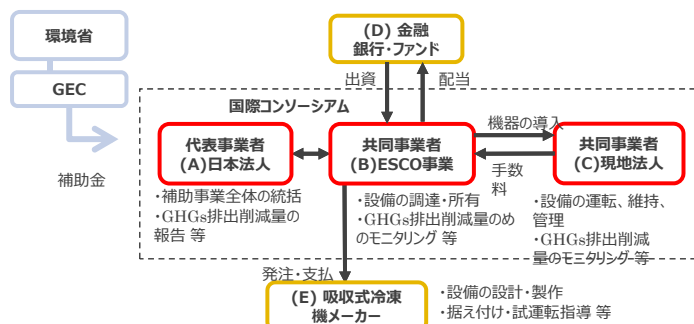 環境省
GEC
補助金
(D) 金融
銀行・ファンド
出資
配当
国際コンソーシアム
代表事業者
(A)日本法人
共同事業者
(B)ESCO事業
機器の導入
手数
料
共同事業者
(C)現地法人
・補助事業全体の統括
・GHGs排出削減量の
報告 等
・設備の調達・所有
・GHGs排出削減量のめ
のモニタリング 等
・設備の運転、維持、
管理
・GHGs排出削減
量のモニタリング 等
発注・支払
(E) 吸収式冷凍
機メーカー
・設備の設計・製作
・据え付け・試運転指導 等